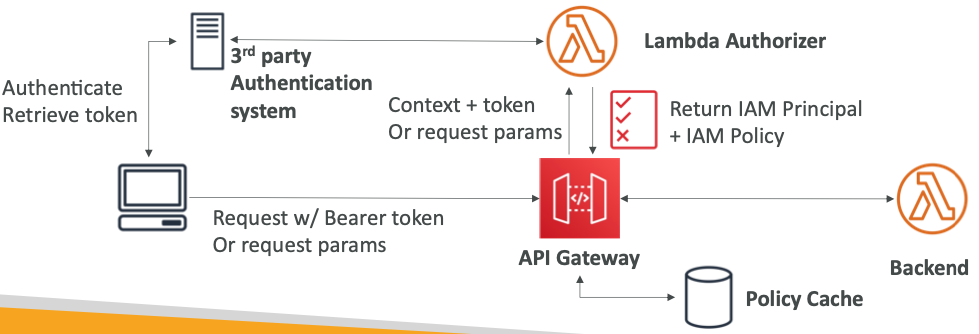 3rd party
Authentication
system
Lambda Authorizer
Authenticate
Retrieve token
Context + token
Or request params
Return IAM Principal
+ IAM Policy
Request w/ Bearer token
Or request params
</>
API Gateway
Backend
Policy Cache